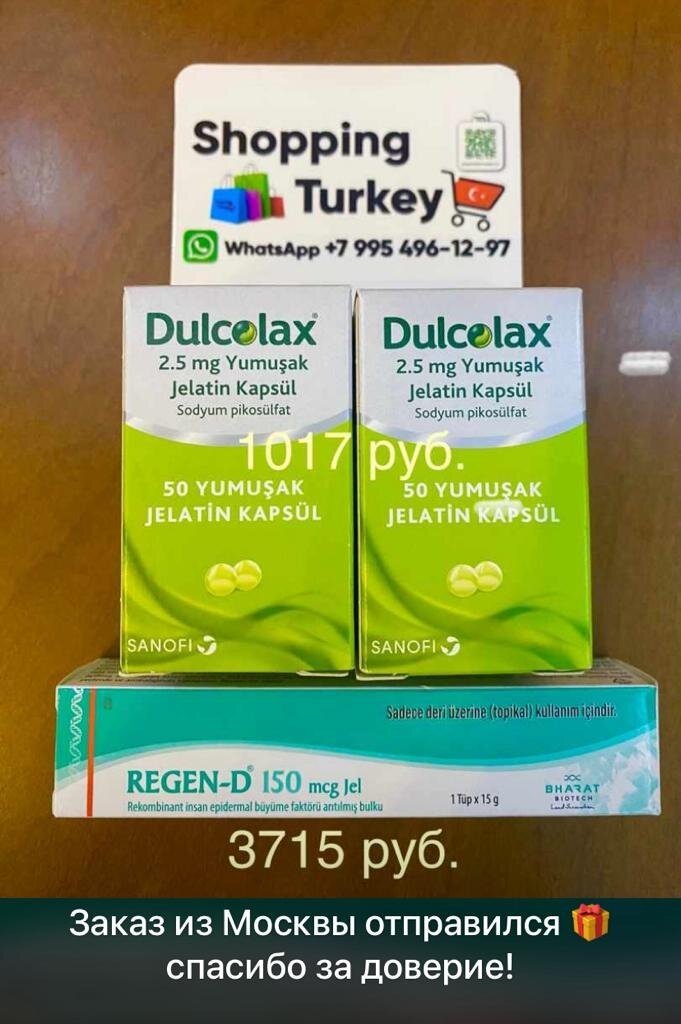 Shopping
Turkey
WhatsApp +7 995 496-12-97
Dulcolax®
2.5 mg Yumuşak
Jelatin Kapsül
Sodyum pikosülfat
50 YUMUŞAK
JELATİN KAPSÜL
SANOFI
Dulcolax®
2.5 mg Yumuşak
Jelatin Kapsül
Sodyum pikosülfat
50 YUMUŞAK
JELATİN KAPSÜL
SANOFI
1017 руб.
Sadece deri üzerine (topikal) kullanım içindir.
REGEN-D® 150 mcg Jel
Rekombinant insan epidermal büyüme faktörü arıtılmış bulku
1 Tüp x 15 g
BHARAT
BIOTECH
3715 руб.
Заказ из Москвы отправился 🎁
спасибо за доверие!